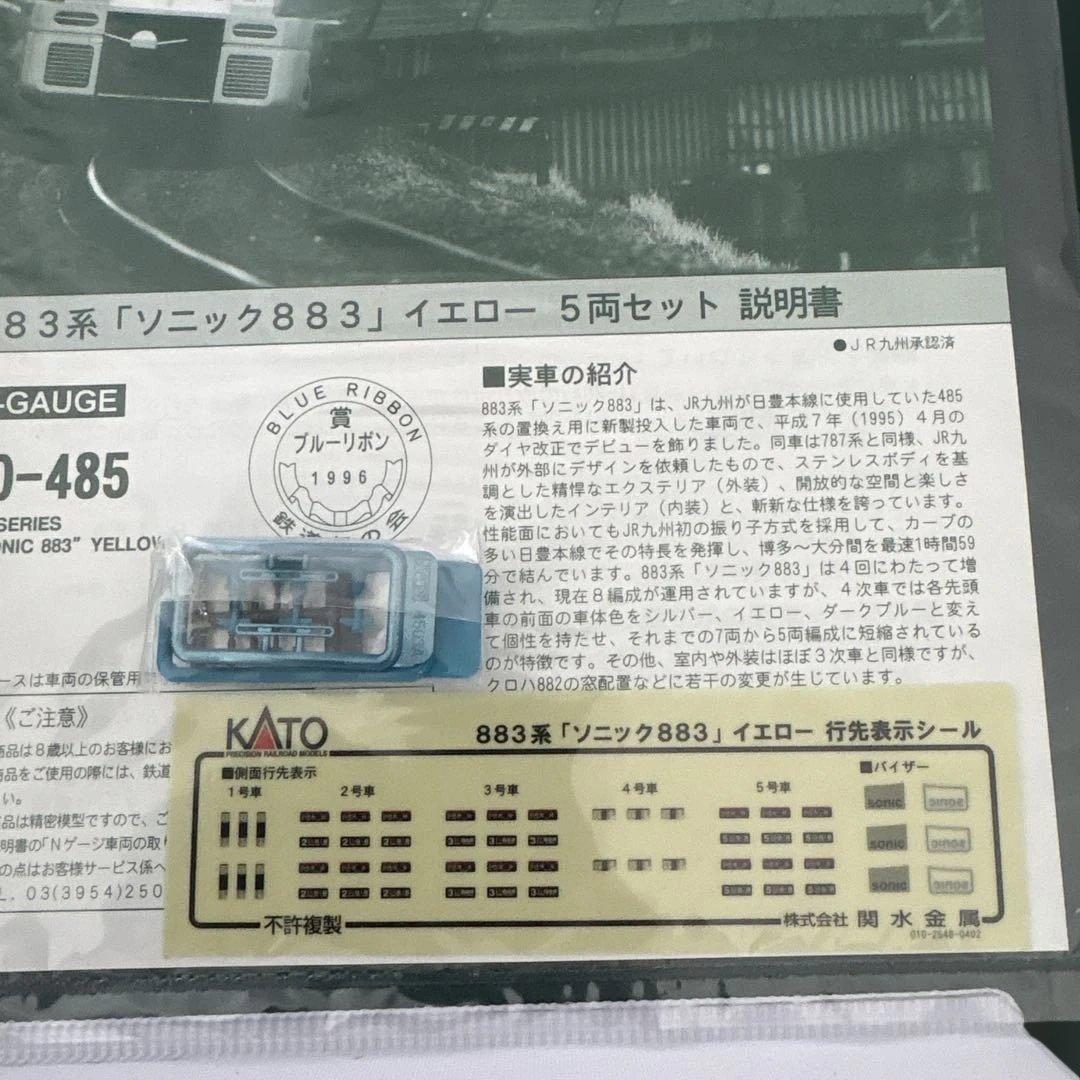 83系「ソニック883」イエロー 5両セット 説明書
●JR九州承認済
-GAUGE
0-485
SERIES
ONIC 883" YELLOW
BLUE RIBBON
賞
ブルーリボン
1996
■実車の紹介
883系「ソニック883」は、JR九州が日豊本線に使用していた485
系の置換え用に新製投入した車両で、平成7年（1995）4月の
ダイヤ改正でデビューを飾りました。同車は787系と同様、JR九
州が外部にデザインを依頼したもので、ステンレスボディを基
調とした精悍なエクステリア（外装）、開放的な空間と楽しさ
を演出したインテリア（内装）と、斬新な仕様を誇っています。
性能面においてもJR九州初の振り子方式を採用して、カーブの
多い日豊本線でその特長を発揮し、博多～大分間を最速1時間59
分で結んでいます。883系「ソニック883」は4回にわたって増
備され、現在8編成が運用されていますが、4次車では各先頭
車の前面の車体色をシルバー、イエロー、ダークブルーと変え
て個性を持たせ、それまでの7両から5両編成に短縮されている
のが特徴です。その他、室内や外装はほぼ3次車と同様ですが、
クロハ882の窓配置などに若干の変更が生じています。
ースは車両の保管用
《ご注意》
商品は8歳以上のお客様にお
商品をご使用の際には、鉄道
い。
品は精密模型ですので、ご
明書の「Nゲージ車両の取
の点はお客様サービス係へ
L. 03(3954)250
KATO
PRECISION RAILROAD MODELS
883系「ソニック883」イエロー 行先表示シール
■側面行先表示
1号車 2号車 3号車 4号車 5号車
■バイザー
sonic sonic
sonic sonic
sonic sonic
不許複製
株式会社 関水金属
010-2548-0402